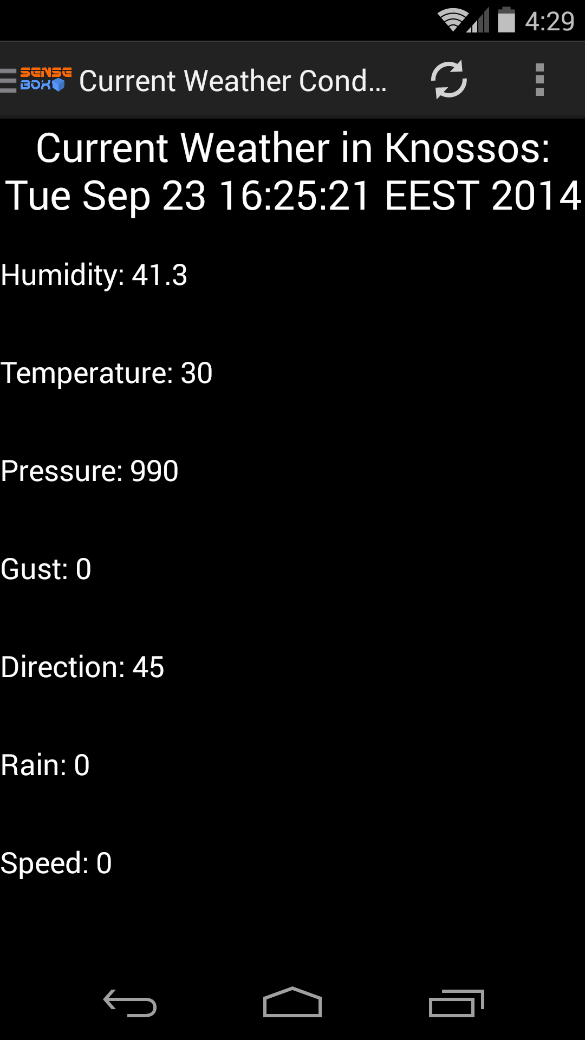 4:29
SENSE
BOX
Current Weather Cond...
Current Weather in Knossos:
Tue Sep 23 16:25:21 EEST 2014
Humidity: 41.3
Temperature: 30
Pressure: 990
Gust: 0
Direction: 45
Rain: 0
Speed: 0